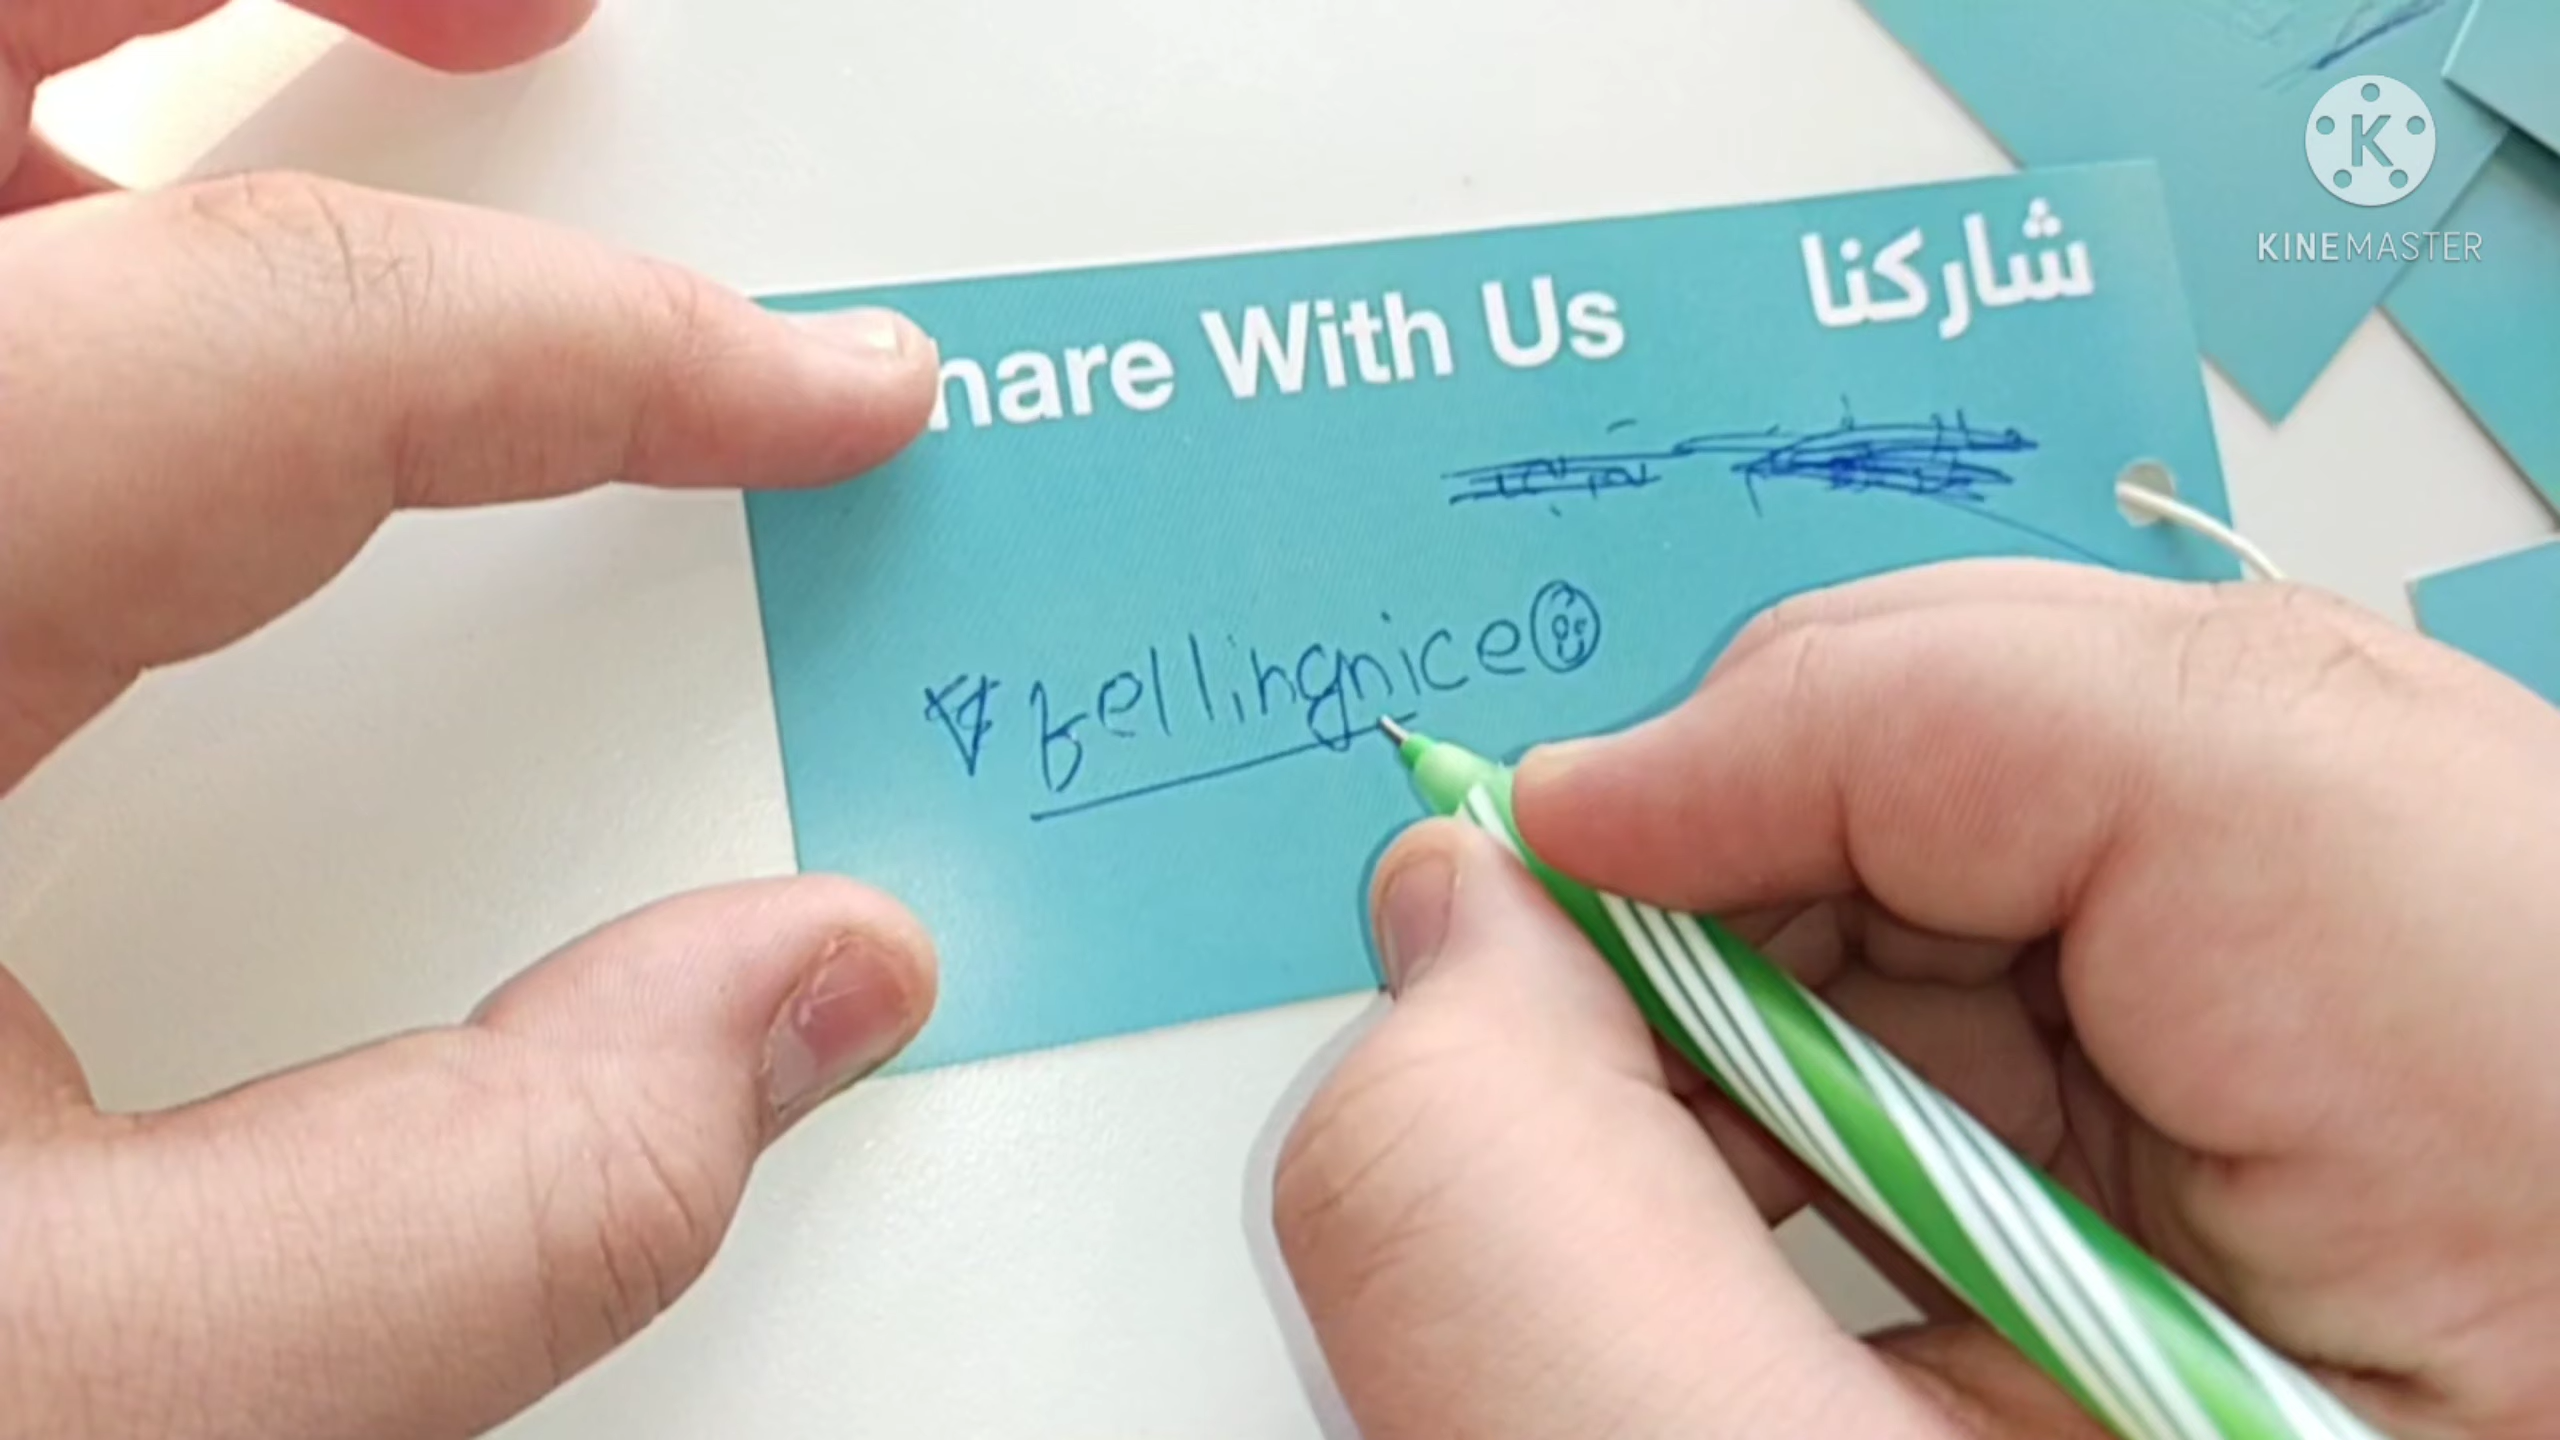 hare With Us شاركنا
fellingnice
KINEMASTER